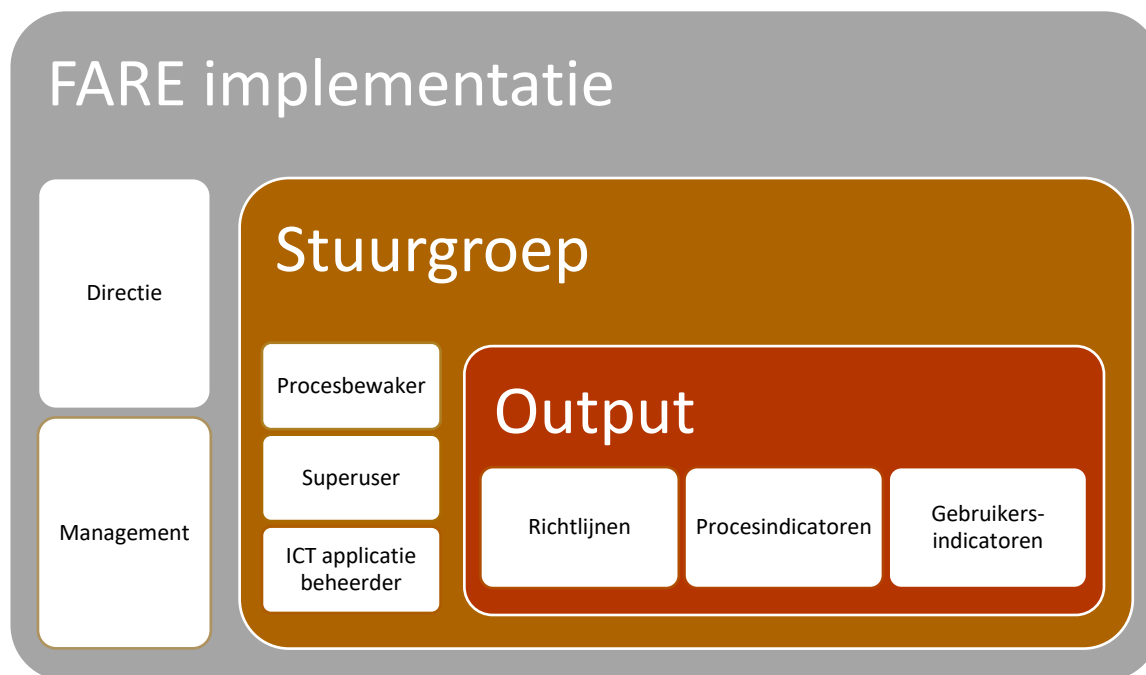 FARE implementatie
Directie
Management
Stuurgroep
Procesbewaker
Superuser
ICT applicatie
beheerder
Output
Richtlijnen
Procesindicatoren
Gebruikers-
indicatoren